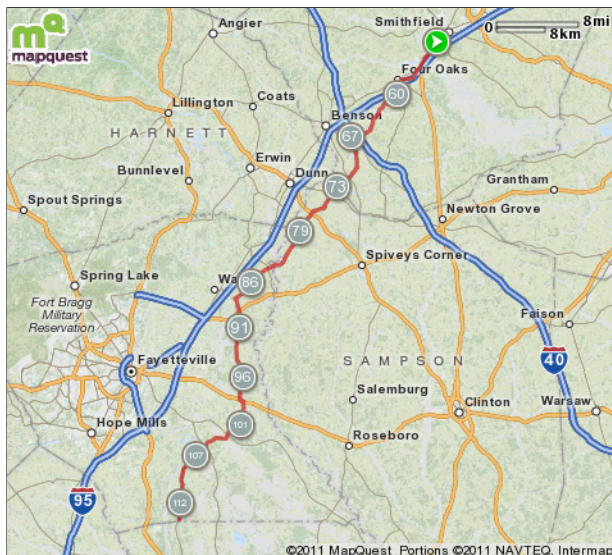 mapquest
Angier
Smithfield
0 8mi
8km
Four Oaks
60
Lillington
Coats
Benson
HARNETT
67
Erwin
Bunnlevel
Dunn
73
Grantham
Spout Springs
Newton Grove
79
Spiveys Corner
Spring Lake
Wa
86
Fort Bragg
Military
Reservation
91
Faison
Fayetteville
SAMPSON
40
96
Salemburg
Clinton
Warsaw
Hope Mills
101
Roseboro
107
95
112
©2011 MapQuest Portions ©2011 NAVTEQ, Intermap